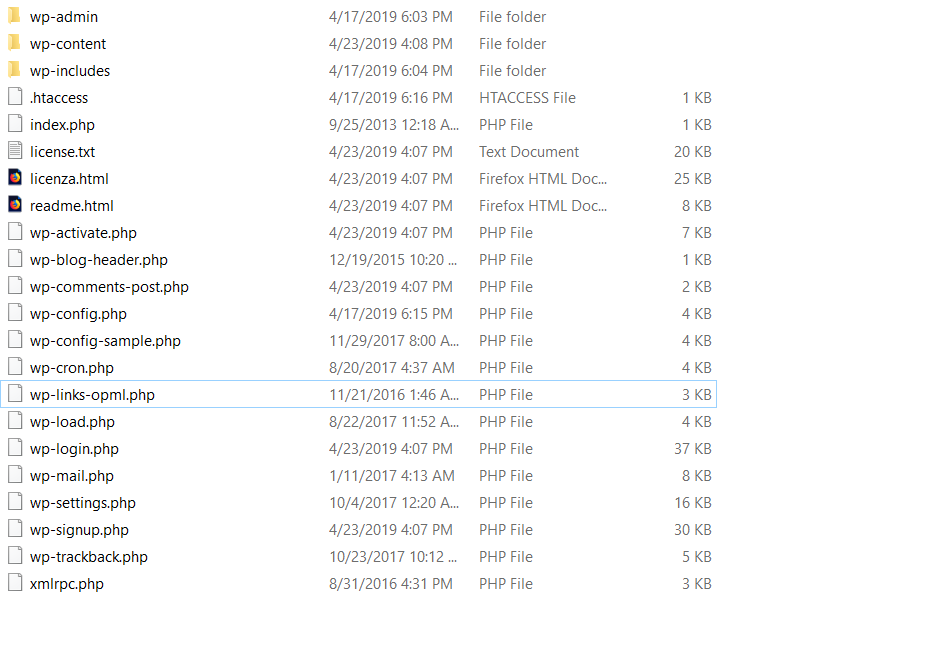 wp-admin 4/17/2019 6:03 PM File folder
wp-content 4/23/2019 4:08 PM File folder
wp-includes 4/17/2019 6:04 PM File folder
.htaccess 4/17/2019 6:16 PM HTACCESS File 1 KB
index.php 9/25/2013 12:18 A... PHP File 1 KB
license.txt 4/23/2019 4:07 PM Text Document 20 KB
licenza.html 4/23/2019 4:07 PM Firefox HTML Doc... 25 KB
readme.html 4/23/2019 4:07 PM Firefox HTML Doc... 8 KB
wp-activate.php 4/23/2019 4:07 PM PHP File 7 KB
wp-blog-header.php 12/19/2015 10:20 ... PHP File 1 KB
wp-comments-post.php 4/23/2019 4:07 PM PHP File 2 KB
wp-config.php 4/17/2019 6:15 PM PHP File 4 KB
wp-config-sample.php 11/29/2017 8:00 A... PHP File 4 KB
wp-cron.php 8/20/2017 4:37 AM PHP File 4 KB
wp-links-opml.php 11/21/2016 1:46 A... PHP File 3 KB
wp-load.php 8/22/2017 11:52 A... PHP File 4 KB
wp-login.php 4/23/2019 4:07 PM PHP File 37 KB
wp-mail.php 1/11/2017 4:13 AM PHP File 8 KB
wp-settings.php 10/4/2017 12:20 A... PHP File 16 KB
wp-signup.php 4/23/2019 4:07 PM PHP File 30 KB
wp-trackback.php 10/23/2017 10:12 ... PHP File 5 KB
xmlrpc.php 8/31/2016 4:31 PM PHP File 3 KB